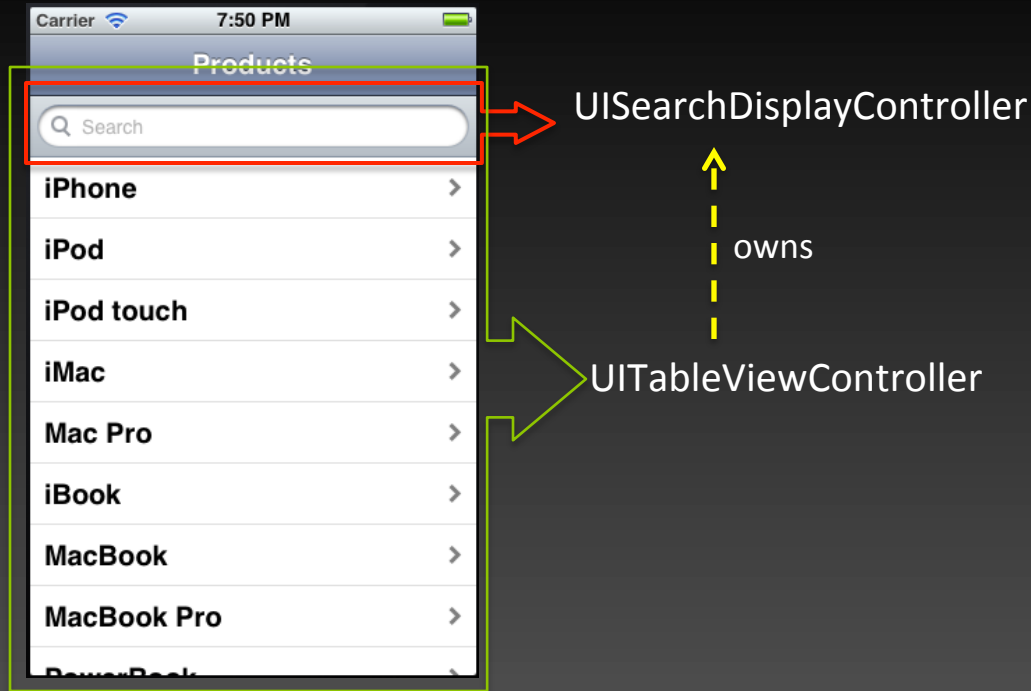 Carrier 7:50 PM
Products
Search
UISearchDisplayController
iPhone
iPod
owns
iPod touch
iMac
UITableViewController
Mac Pro
iBook
MacBook
MacBook Pro
PowerBook